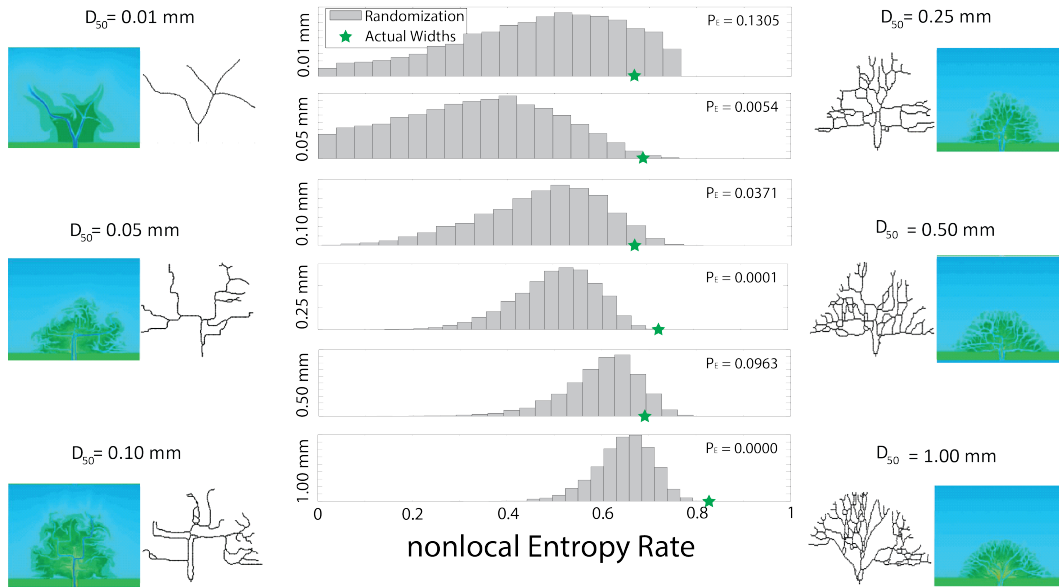 D50= 0.01 mm
D50= 0.05 mm
D50= 0.10 mm
Randomization
Actual Widths
PE= 0.1305
0.01 mm
PE= 0.0054
0.05 mm
PE= 0.0371
0.10 mm
PE= 0.0001
0.25 mm
PE= 0.0963
0.50 mm
PE= 0.0000
1.00 mm
0 0.2 0.4 0.6 0.8 1
nonlocal Entropy Rate
D50= 0.25 mm
D50 = 0.50 mm
D50 = 1.00 mm